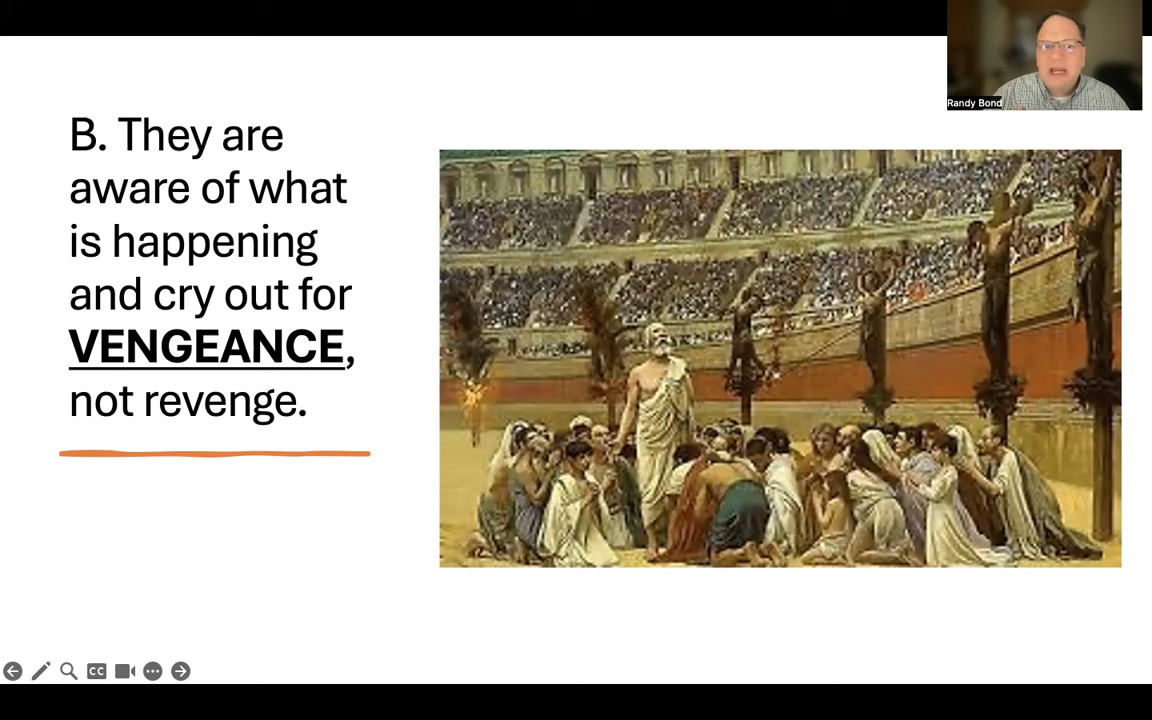 B. They are
aware of what
is happening
and cry out for
VENGEANCE,
not revenge.
Randy Bond
CC